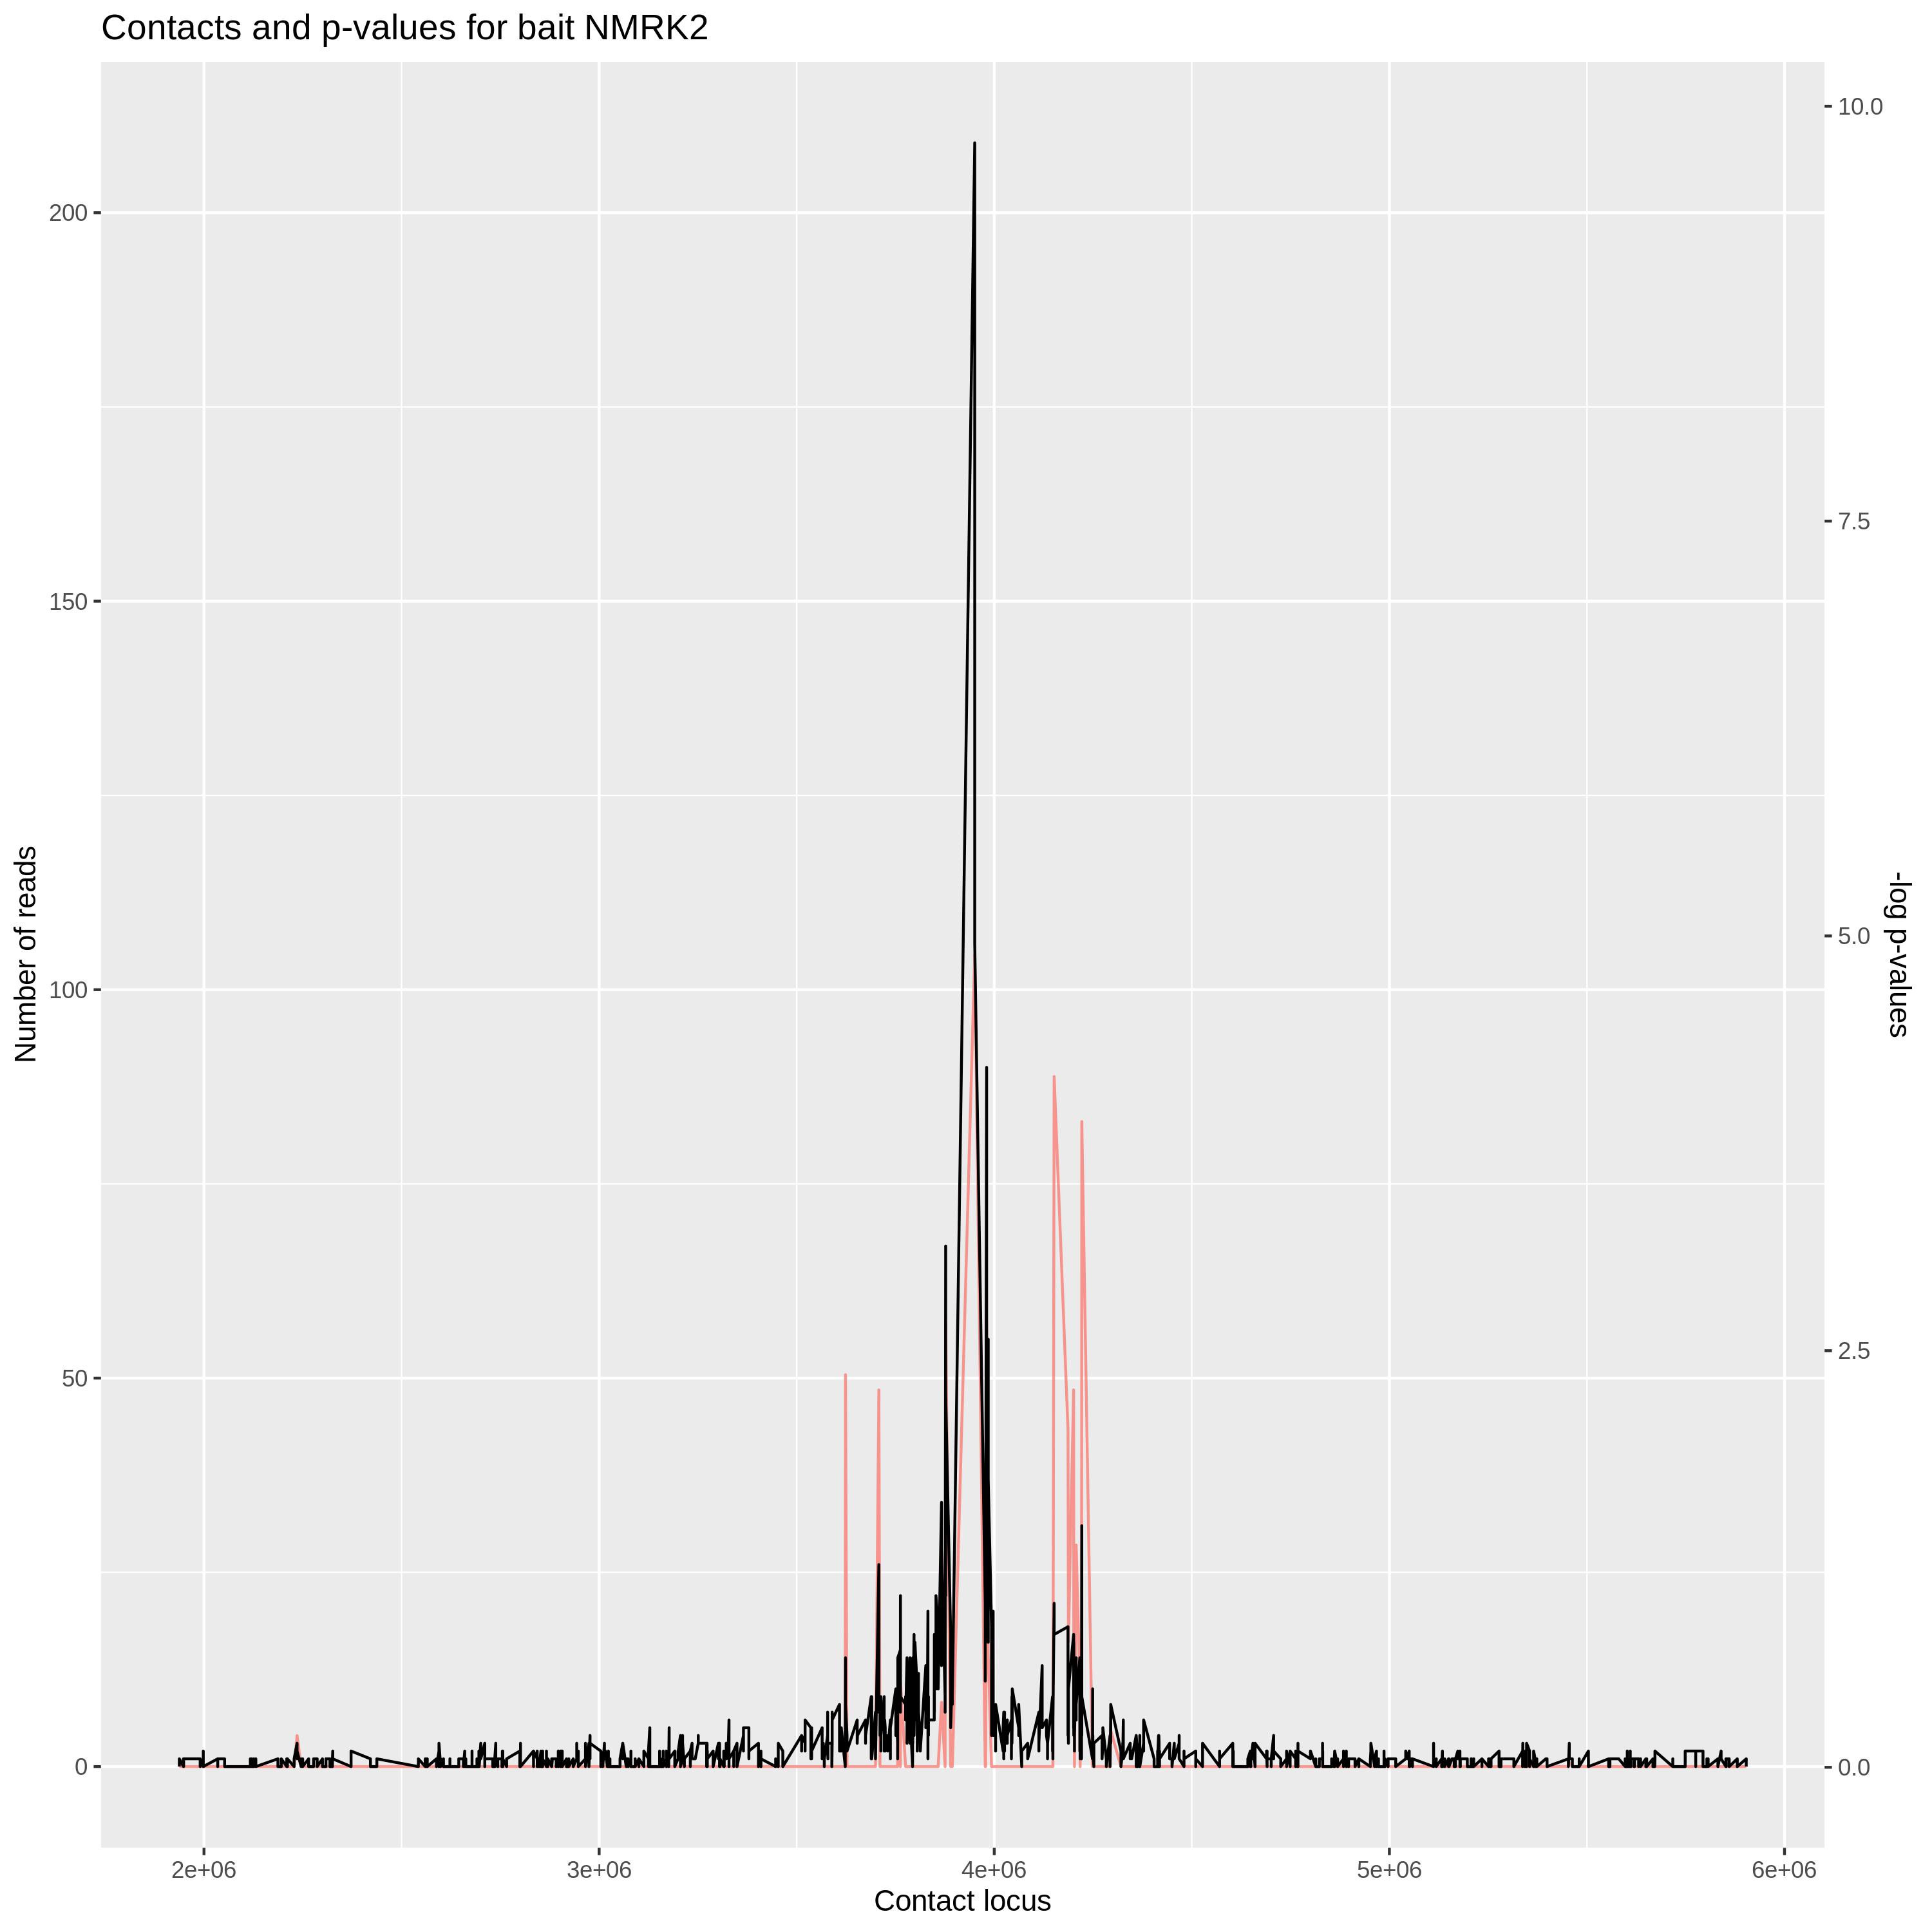 Contacts and p-values for bait NMRK2
200
150
100
50
0
Number of reads
10.0
7.5
5.0
2.5
0.0
-log p-values
2e+06
3e+06
4e+06
5e+06
6e+06
Contact locus